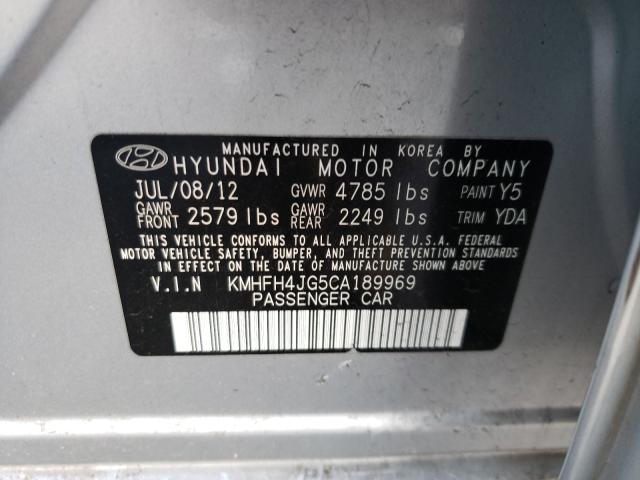 MANUFACTURED IN KOREA BY
HYUNDAI MOTOR COMPANY
JUL/08/12 GVWR 4785 lbs PAINT Y5
GAWR FRONT 2579 lbs GAWR REAR 2249 lbs TRIM YDA
THIS VEHICLE CONFORMS TO ALL APPLICABLE U.S.A. FEDERAL
MOTOR VEHICLE SAFETY, BUMPER, AND THEFT PREVENTION STANDARDS
IN EFFECT ON THE DATE OF MANUFACTURE SHOWN ABOVE.
V.I.N KMHFH4JG5CA189969
PASSENGER CAR